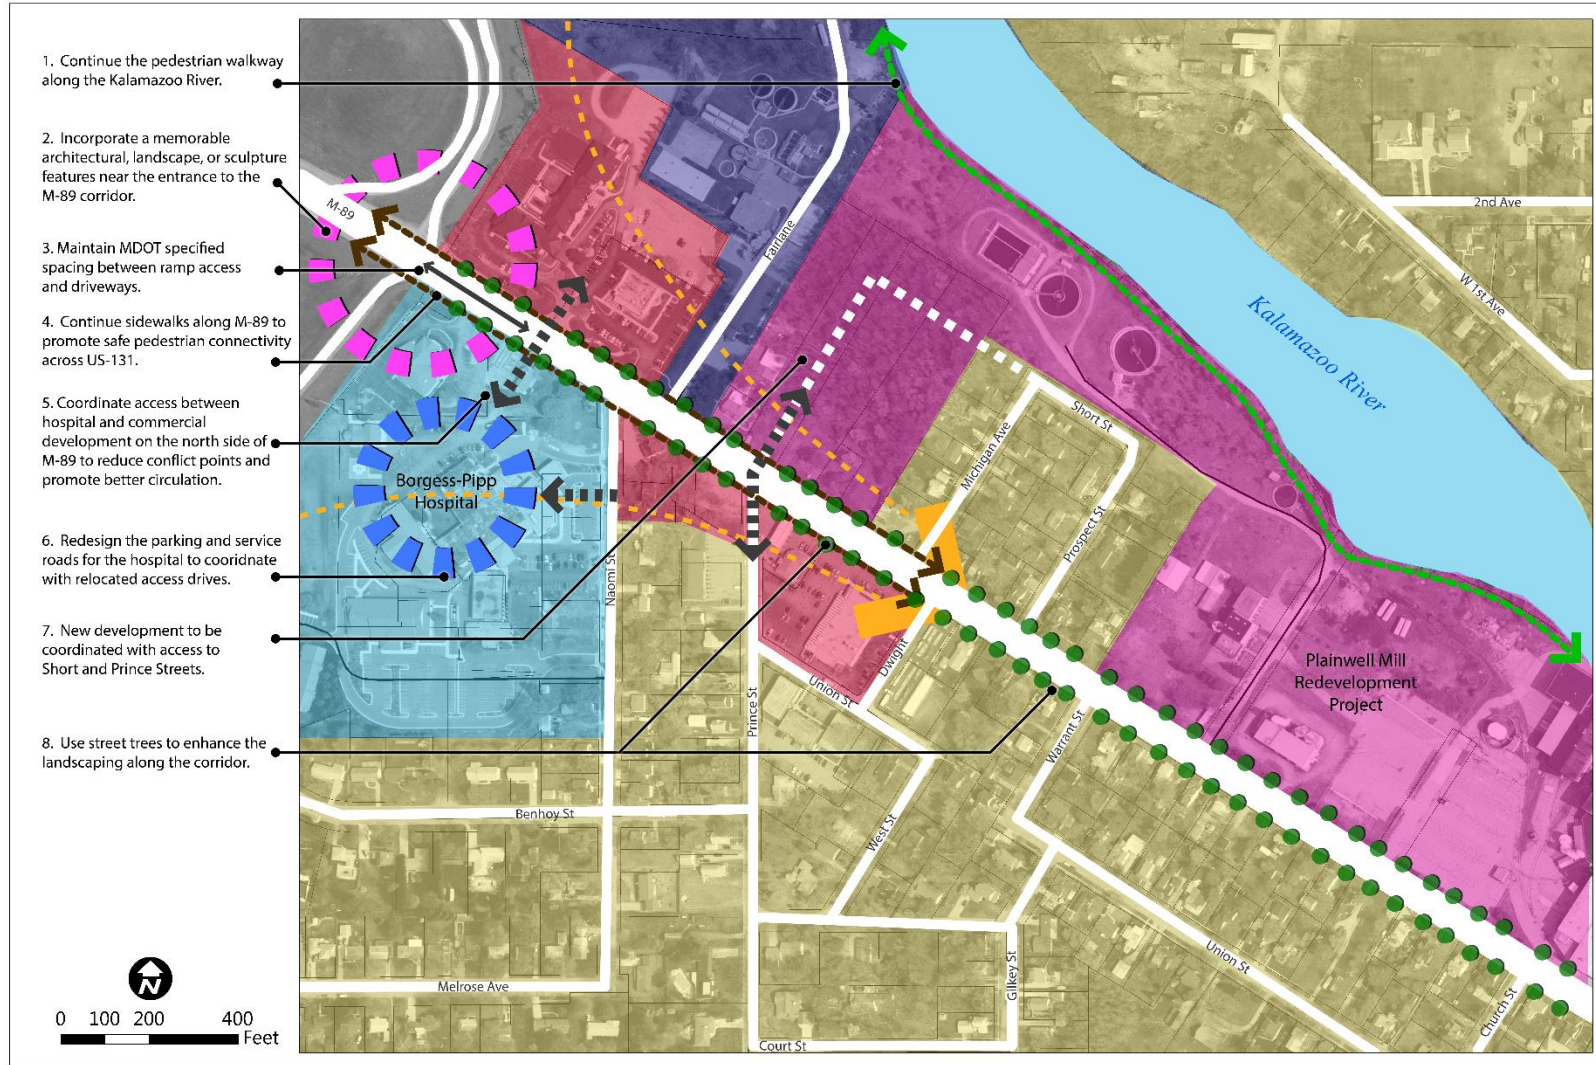 1. Continue the pedestrian walkway
along the Kalamazoo River.
2. Incorporate a memorable
architectural, landscape, or sculpture
features near the entrance to the
M-89 corridor.
3. Maintain MDOT specified
spacing between ramp access
and driveways.
4. Continue sidewalks along M-89 to
promote safe pedestrian connectivity
across US-131.
5. Coordinate access between
hospital and commercial
development on the north side of
M-89 to reduce conflict points and
promote better circulation.
6. Redesign the parking and service
roads for the hospital to cooridnate
with relocated access drives.
7. New development to be
coordinated with access to
Short and Prince Streets.
8. Use street trees to enhance the
landscaping along the corridor.
N
0 100 200 400
Feet
M-89
Fairlane
2nd Ave
W 1st Ave
Kalamazoo River
Short St
Michigan Ave
Prospect St
Borgess-Pipp
Hospital
Naomi St
Prince St
Dwight
Union St
Warrant St
Plainwell Mill
Redevelopment
Project
Benhoy St
West St
Melrose Ave
Gilkey St
Union St
Church St
Court St